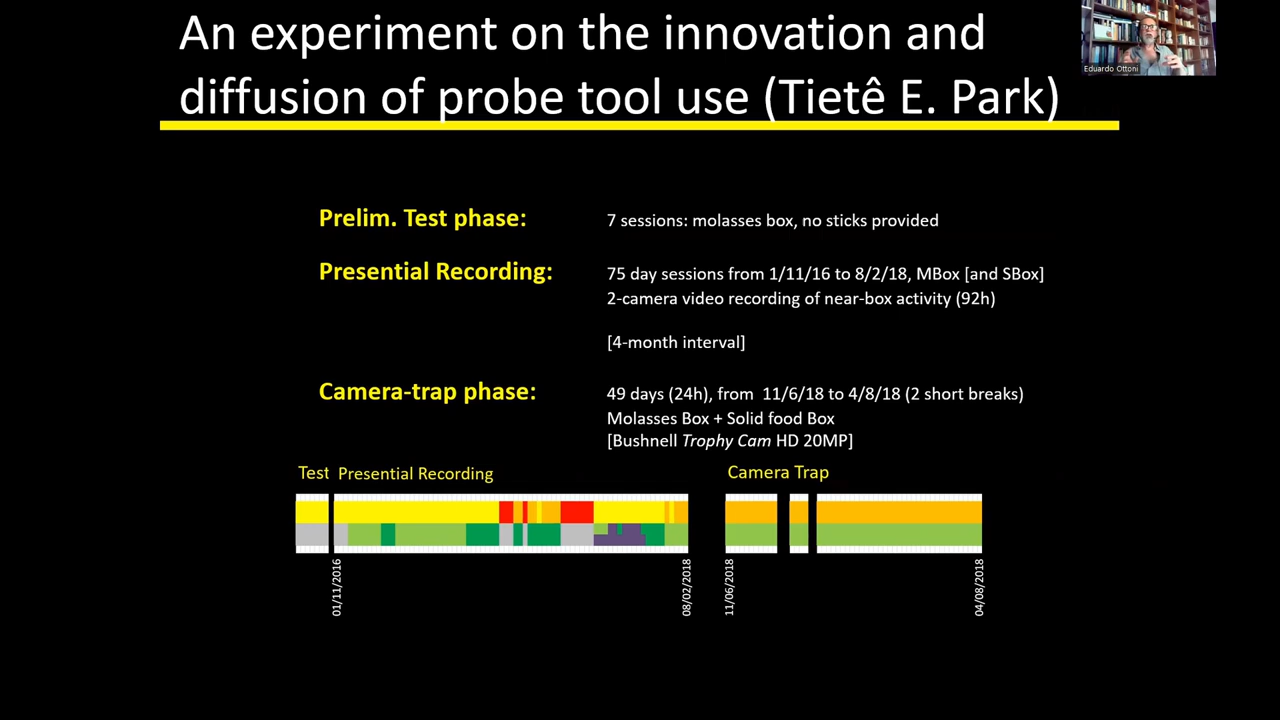 An experiment on the innovation and
diffusion of probe tool use (Tietê E. Park)
Eduardo Ottoni
Prelim. Test phase:
7 sessions: molasses box, no sticks provided
Presential Recording:
75 day sessions from 1/11/16 to 8/2/18, MBox [and SBox]
2-camera video recording of near-box activity (92h)
[4-month interval]
Camera-trap phase:
49 days (24h), from  11/6/18 to 4/8/18 (2 short breaks)
Molasses Box + Solid food Box
[Bushnell Trophy Cam HD 20MP]
Test
Presential Recording
Camera Trap
01/11/2016
08/02/2018
11/06/2018
04/08/2018